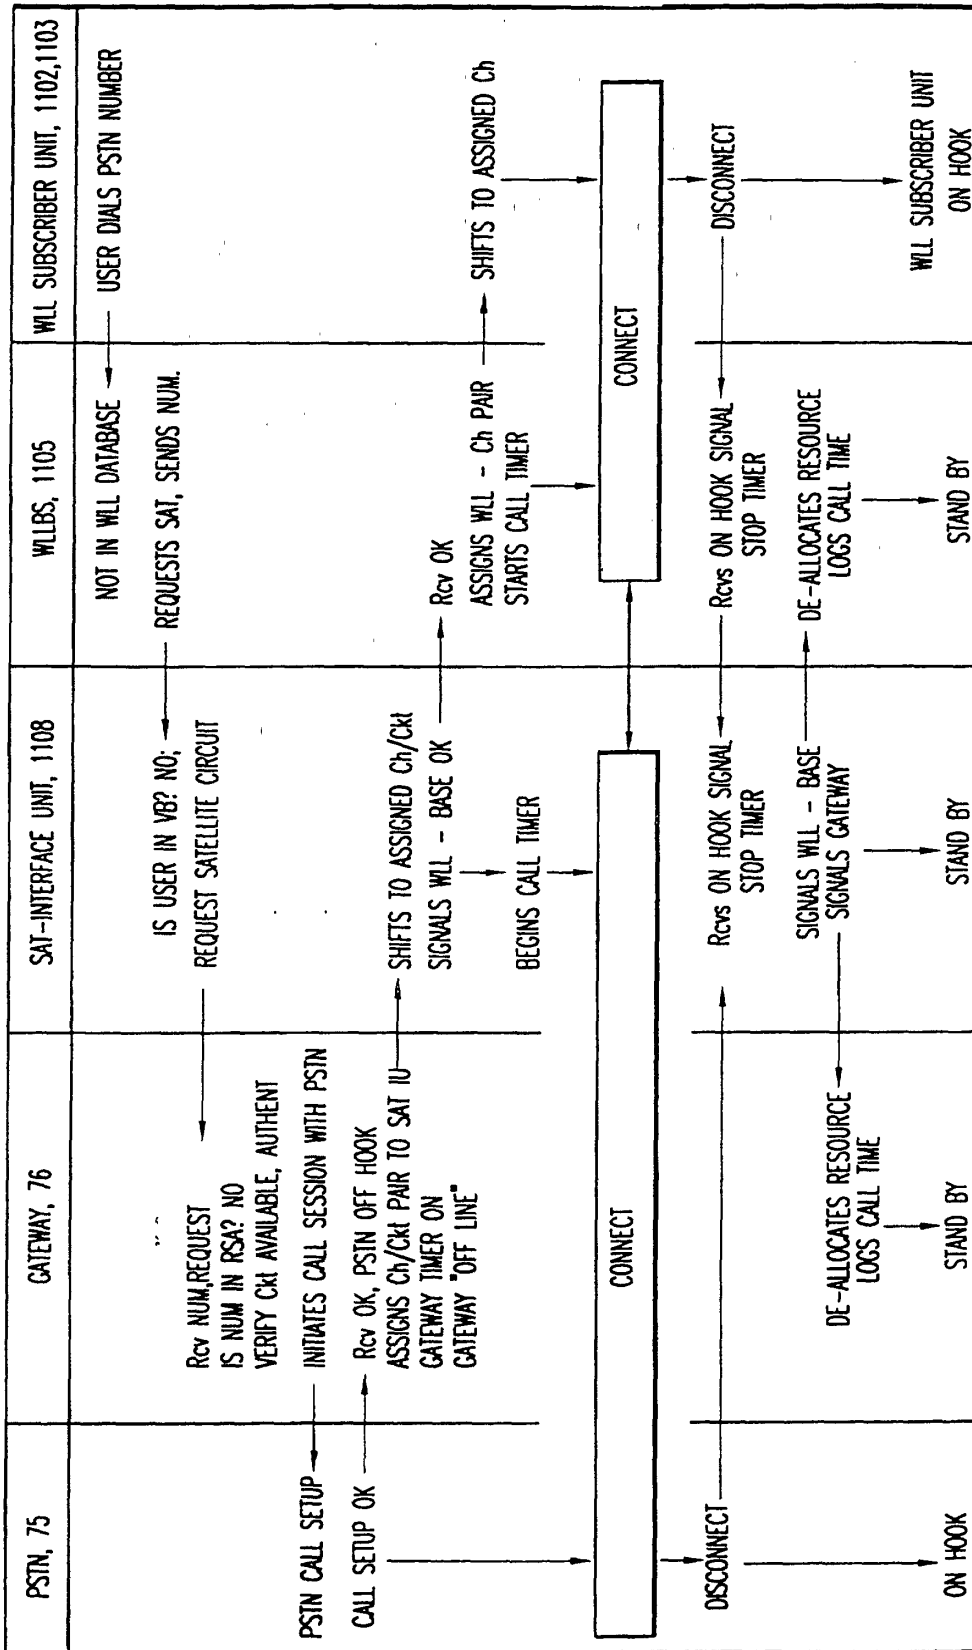 PSTN, 75
GATEWAY, 76
SAT-INTERFACE UNIT, 1108
WLLBS, 1105
WLL SUBSCRIBER UNIT, 1102,1103
USER DIALS PSTN NUMBER
NOT IN WLL DATABASE
REQUESTS SAT, SENDS NUM.
IS USER IN VB? NO;
REQUEST SATELLITE CIRCUIT
Rcv NUM,REQUEST
IS NUM IN RSA? NO
VERIFY Ckt AVAILABLE, AUTHENT
INITIATES CALL SESSION WITH PSTN
PSTN CALL SETUP
CALL SETUP OK
Rcv OK, PSTN OFF HOOK
ASSIGNS Ch/Ckt PAIR TO SAT IU
GATEWAY TIMER ON
GATEWAY "OFF LINE"
SHIFTS TO ASSIGNED Ch/Ckt
SIGNALS WLL - BASE OK
BEGINS CALL TIMER
Rcv OK
ASSIGNS WLL - Ch PAIR
STARTS CALL TIMER
SHIFTS TO ASSIGNED Ch
CONNECT
CONNECT
DISCONNECT
Rcvs ON HOOK SIGNAL
STOP TIMER
Rcvs ON HOOK SIGNAL
STOP TIMER
DISCONNECT
SIGNALS WLL - BASE
SIGNALS GATEWAY
DE-ALLOCATES RESOURCE
LOGS CALL TIME
DE-ALLOCATES RESOURCE
LOGS CALL TIME
ON HOOK
STAND BY
STAND BY
STAND BY
WLL SUBSCRIBER UNIT
ON HOOK